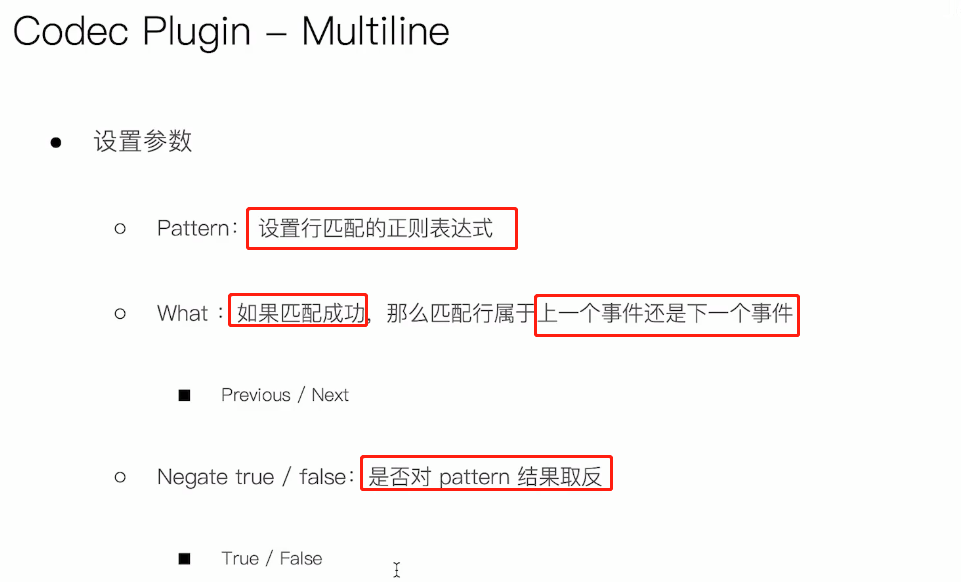 Codec Plugin – Multiline
设置参数
Pattern: 设置行匹配的正则表达式
What : 如果匹配成功, 那么匹配行属于上一个事件还是下一个事件
Previous / Next
Negate true / false: 是否对 pattern 结果取反
True / False